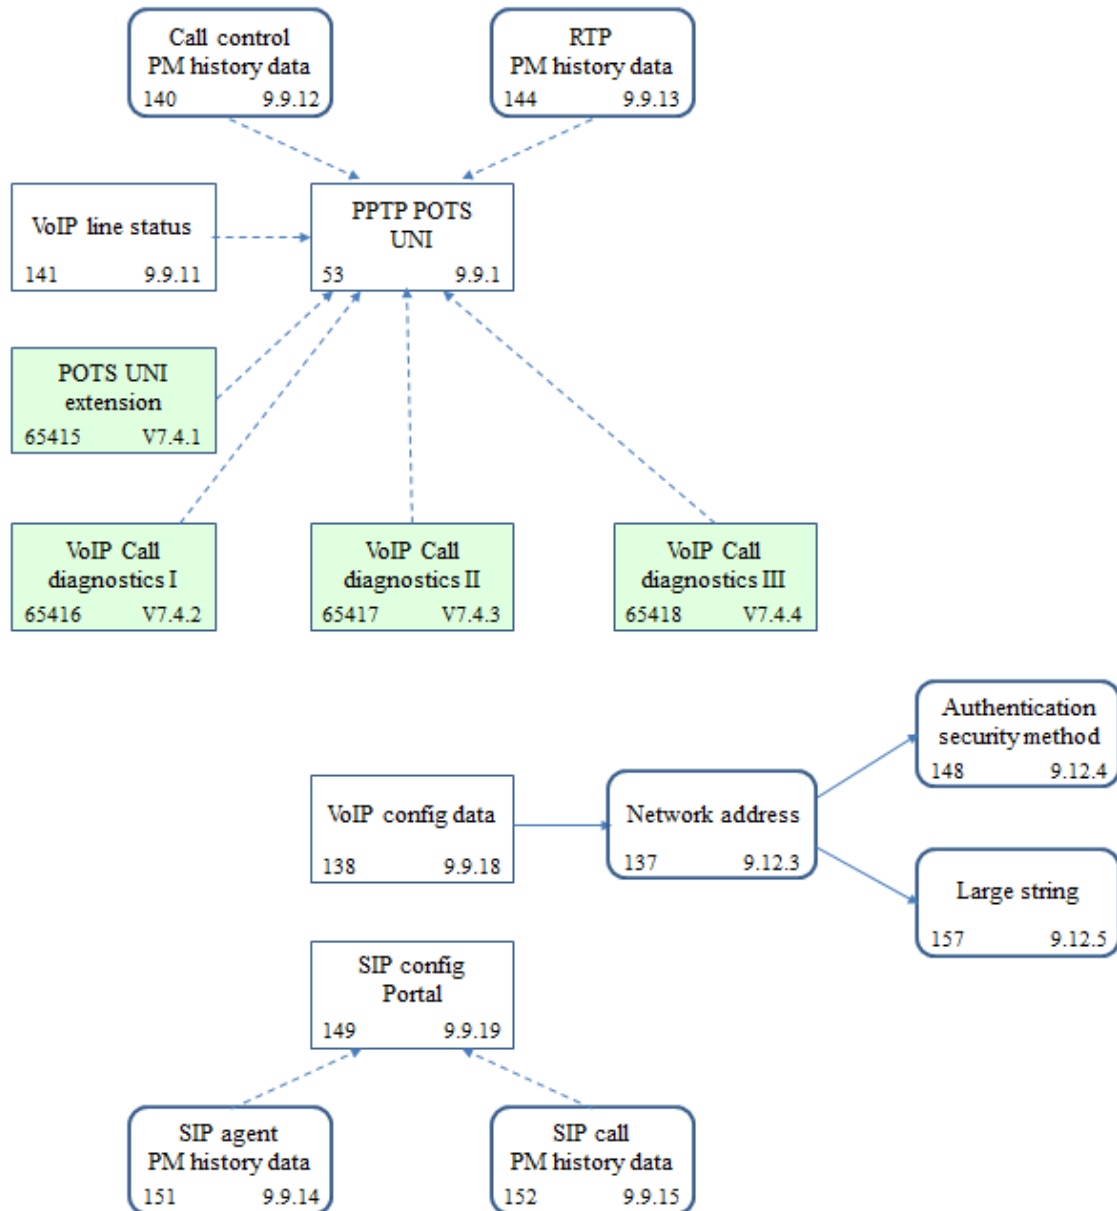 Call control
PM history data
140 9.9.12
RTP
PM history data
144 9.9.13
VoIP line status
141 9.9.11
PPTP POTS
UNI
53 9.9.1
POTS UNI
extension
65415 V7.4.1
VoIP Call
diagnostics I
65416 V7.4.2
VoIP Call
diagnostics II
65417 V7.4.3
VoIP Call
diagnostics III
65418 V7.4.4
Authentication
security method
148 9.12.4
VoIP config data
138 9.9.18
Network address
137 9.12.3
Large string
157 9.12.5
SIP config
Portal
149 9.9.19
SIP agent
PM history data
151 9.9.14
SIP call
PM history data
152 9.9.15